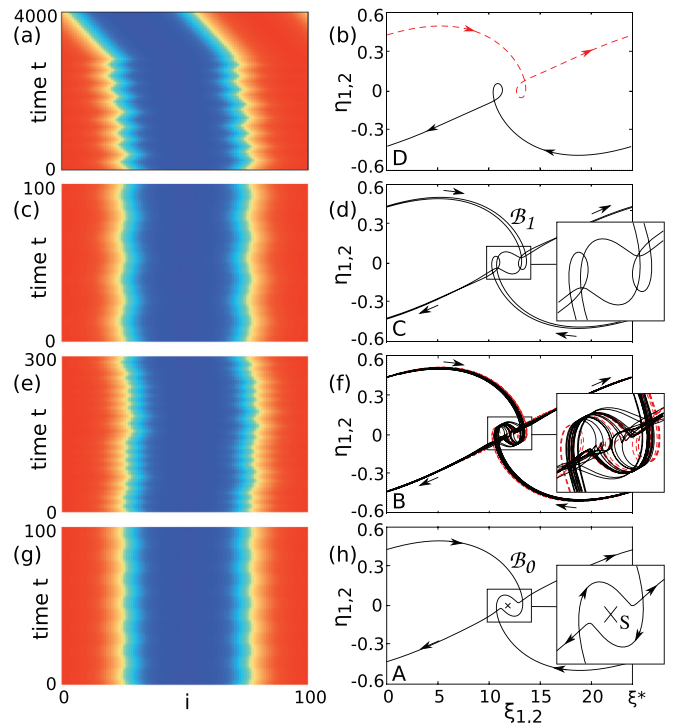 (a) 4000 time t 0
(b) 0.6 0.3 0 -0.3 -0.6 η1,2 D
(c) 100 time t 0
(d) 0.6 0.3 0 -0.3 -0.6 η1,2 B1 C
(e) 300 time t 0
(f) 0.6 0.3 0 -0.3 -0.6 η1,2 B
(g) 100 time t 0
(h) 0.6 0.3 0 -0.3 -0.6 η1,2 B0 S A
0 i 100
0 5 10 15 20 ξ*
ξ1,2